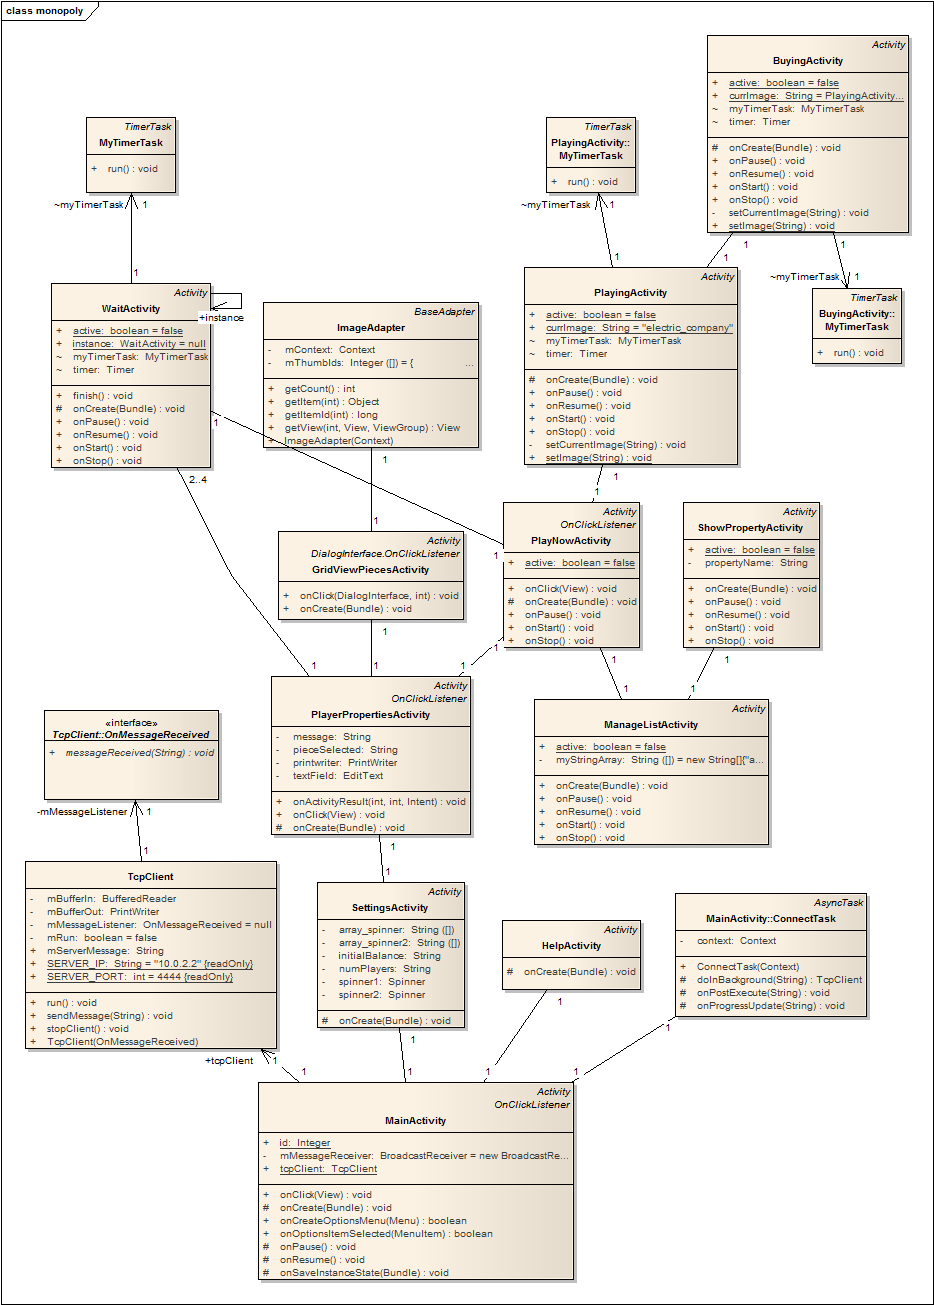 class monopoly
Activity
BuyingActivity
+ active: boolean = false
+ currImage: String = PlayingActivity...
~ myTimerTask: MyTimerTask
~ timer: Timer
# onCreate(Bundle) : void
+ onPause() : void
+ onResume() : void
+ onStart() : void
+ onStop() : void
- setCurrentImage(String) : void
+ setImage(String) : void
TimerTask
MyTimerTask
+ run() : void
~myTimerTask 1
1
TimerTask
PlayingActivity::
MyTimerTask
+ run() : void
~myTimerTask 1
1
1
1
1
~myTimerTask 1
TimerTask
BuyingActivity::
MyTimerTask
+ run() : void
Activity
WaitActivity
+ active: boolean = false
+ instance: WaitActivity = null
~ myTimerTask: MyTimerTask
~ timer: Timer
+ finish() : void
# onCreate(Bundle) : void
+ onPause() : void
+ onResume() : void
+ onStart() : void
+ onStop() : void
+instance
1
2..4
BaseAdapter
ImageAdapter
- mContext: Context
- mThumbIds: Integer ([]) = { ...
+ getCount() : int
+ getItem(int) : Object
+ getItemId(int) : long
+ getView(int, View, ViewGroup) : View
+ ImageAdapter(Context)
1
1
Activity
PlayingActivity
+ active: boolean = false
+ currImage: String = "electric_company"
~ myTimerTask: MyTimerTask
~ timer: Timer
# onCreate(Bundle) : void
+ onPause() : void
+ onResume() : void
+ onStart() : void
+ onStop() : void
- setCurrentImage(String) : void
+ setImage(String) : void
1
1
Activity
DialogInterface.OnClickListener
GridViewPiecesActivity
+ onClick(DialogInterface, int) : void
+ onCreate(Bundle) : void
1
1
1
Activity
OnClickListener
PlayNowActivity
+ active: boolean = false
+ onClick(View) : void
# onCreate(Bundle) : void
+ onPause() : void
+ onStart() : void
+ onStop() : void
1
1
1
1
1
Activity
ShowPropertyActivity
+ active: boolean = false
- propertyName: String
+ onCreate(Bundle) : void
+ onPause() : void
+ onResume() : void
+ onStart() : void
+ onStop() : void
1
1
Activity
OnClickListener
PlayerPropertiesActivity
- message: String
- pieceSelected: String
- printwriter: PrintWriter
- textField: EditText
+ onActivityResult(int, int, Intent) : void
+ onClick(View) : void
# onCreate(Bundle) : void
1
1
Activity
ManageListActivity
+ active: boolean = false
- myStringArray: String ([]) = new String[]{"a...
+ onCreate(Bundle) : void
+ onPause() : void
+ onResume() : void
+ onStart() : void
+ onStop() : void
«interface»
TcpClient::OnMessageReceived
+ messageReceived(String) : void
-mMessageListener 1
1
TcpClient
- mBufferIn: BufferedReader
- mBufferOut: PrintWriter
- mMessageListener: OnMessageReceived = null
- mRun: boolean = false
+ mServerMessage: String
+ SERVER_IP: String = "10.0.2.2" {readOnly}
+ SERVER_PORT: int = 4444 {readOnly}
+ run() : void
+ sendMessage(String) : void
+ stopClient() : void
+ TcpClient(OnMessageReceived)
+tcpClient 1
1
Activity
SettingsActivity
- array_spinner: String ([])
- array_spinner2: String ([])
- initialBalance: String
- numPlayers: String
- spinner1: Spinner
- spinner2: Spinner
# onCreate(Bundle) : void
1
1
Activity
HelpActivity
# onCreate(Bundle) : void
1
1
AsyncTask
MainActivity::ConnectTask
- context: Context
+ ConnectTask(Context)
# doInBackground(String) : TcpClient
# onPostExecute(String) : void
# onProgressUpdate(String) : void
1
1
Activity
OnClickListener
MainActivity
+ id: Integer
- mMessageReceiver: BroadcastReceiver = new BroadcastRe...
+ tcpClient: TcpClient
+ onClick(View) : void
# onCreate(Bundle) : void
+ onCreateOptionsMenu(Menu) : boolean
+ onOptionsItemSelected(MenuItem) : boolean
# onPause() : void
# onResume() : void
# onSaveInstanceState(Bundle) : void